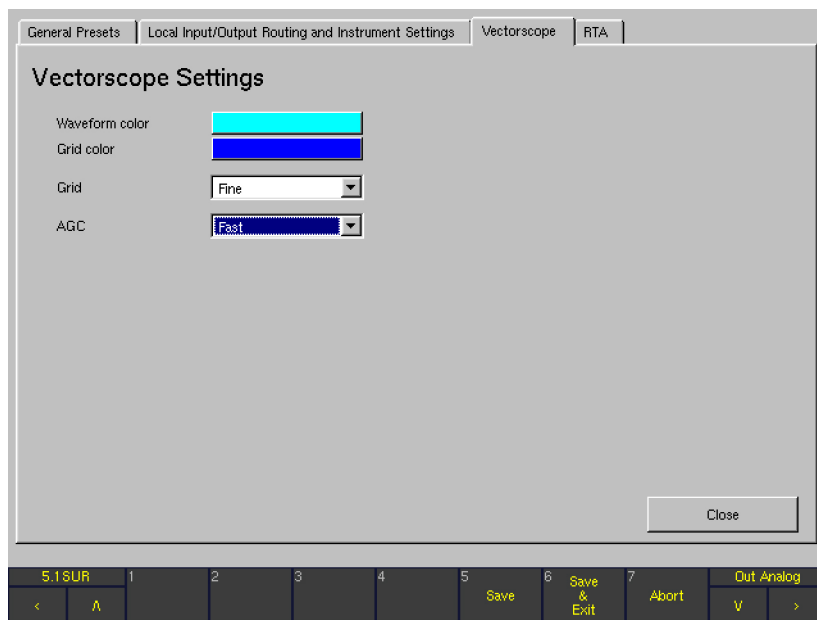 General Presets Local Input/Output Routing and Instrument Settings Vectorscope RTA
Vectorscope Settings
Waveform color
Grid color
Grid Fine
AGC Fast
Close
5.1SUR 1 2 3 4 5 Save 6 Save & Exit 7 Abort Out Analog
< Λ V >